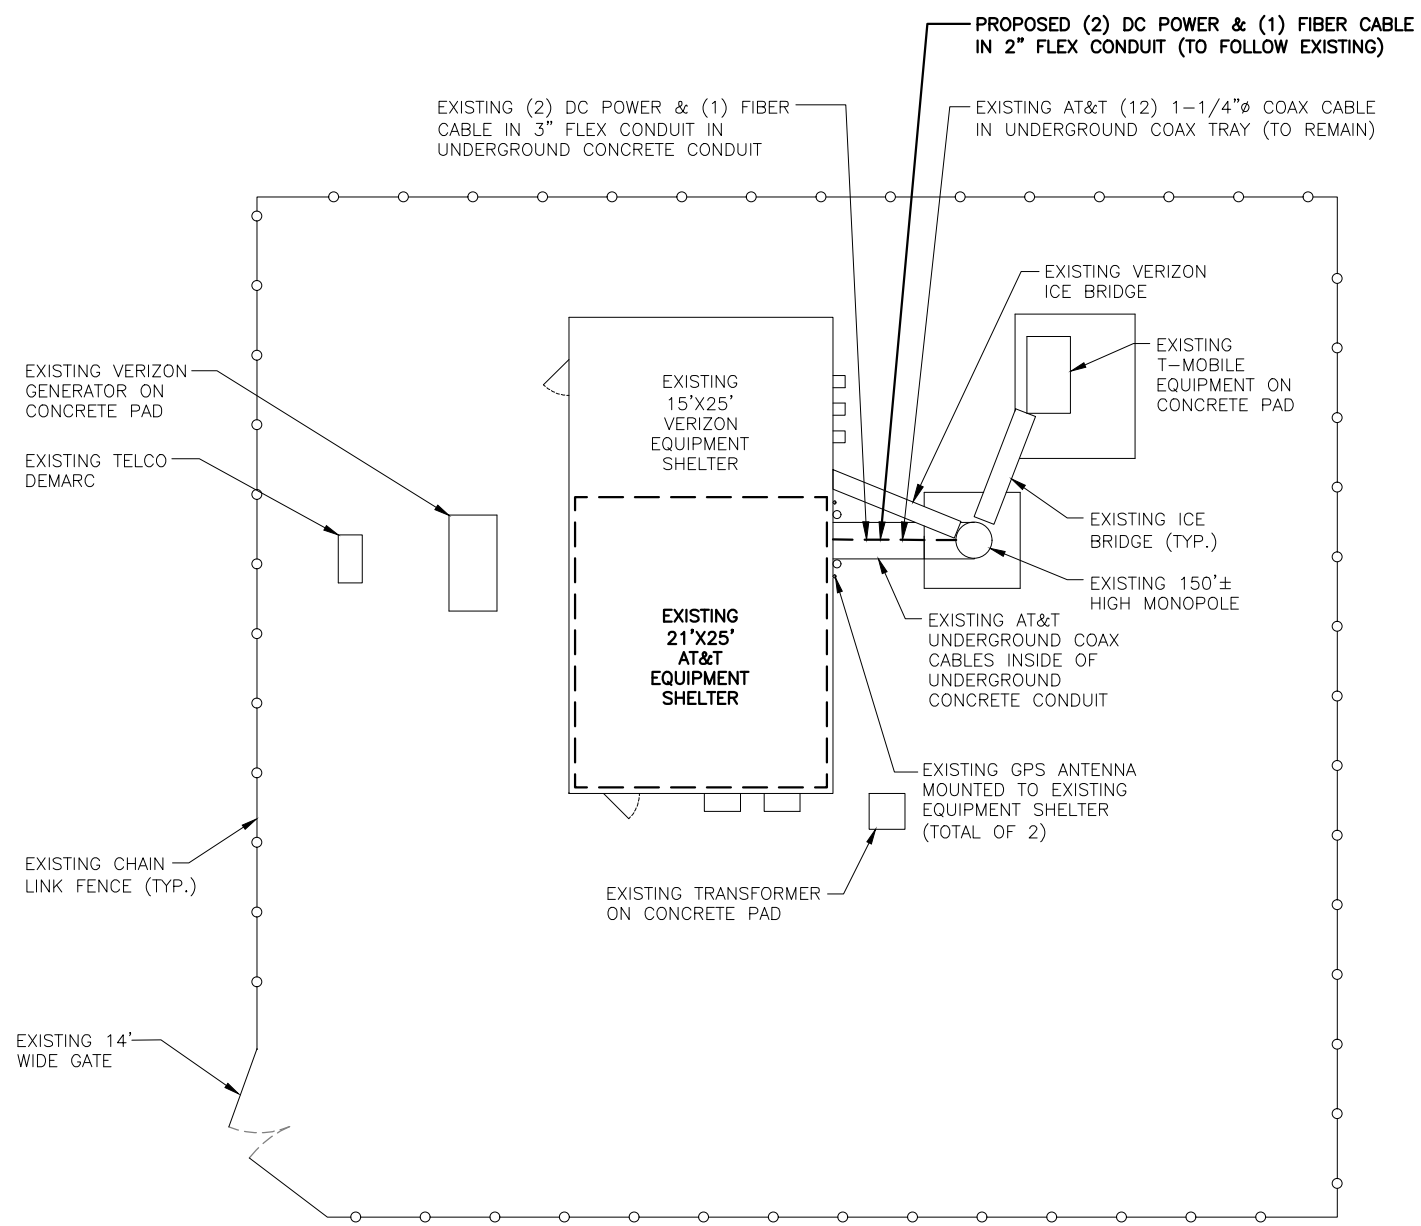 PROPOSED (2) DC POWER & (1) FIBER CABLE
IN 2" FLEX CONDUIT (TO FOLLOW EXISTING)
EXISTING (2) DC POWER & (1) FIBER
CABLE IN 3" FLEX CONDUIT IN
UNDERGROUND CONCRETE CONDUIT
EXISTING AT&T (12) 1-1/4"ø COAX CABLE
IN UNDERGROUND COAX TRAY (TO REMAIN)
EXISTING VERIZON
ICE BRIDGE
EXISTING
T-MOBILE
EQUIPMENT ON
CONCRETE PAD
EXISTING VERIZON
GENERATOR ON
CONCRETE PAD
EXISTING
15'X25'
VERIZON
EQUIPMENT
SHELTER
EXISTING TELCO
DEMARC
EXISTING ICE
BRIDGE (TYP.)
EXISTING 150'±
HIGH MONOPOLE
EXISTING
21'X25'
AT&T
EQUIPMENT
SHELTER
EXISTING AT&T
UNDERGROUND COAX
CABLES INSIDE OF
UNDERGROUND
CONCRETE CONDUIT
EXISTING GPS ANTENNA
MOUNTED TO EXISTING
EQUIPMENT SHELTER
(TOTAL OF 2)
EXISTING CHAIN
LINK FENCE (TYP.)
EXISTING TRANSFORMER
ON CONCRETE PAD
EXISTING 14'
WIDE GATE